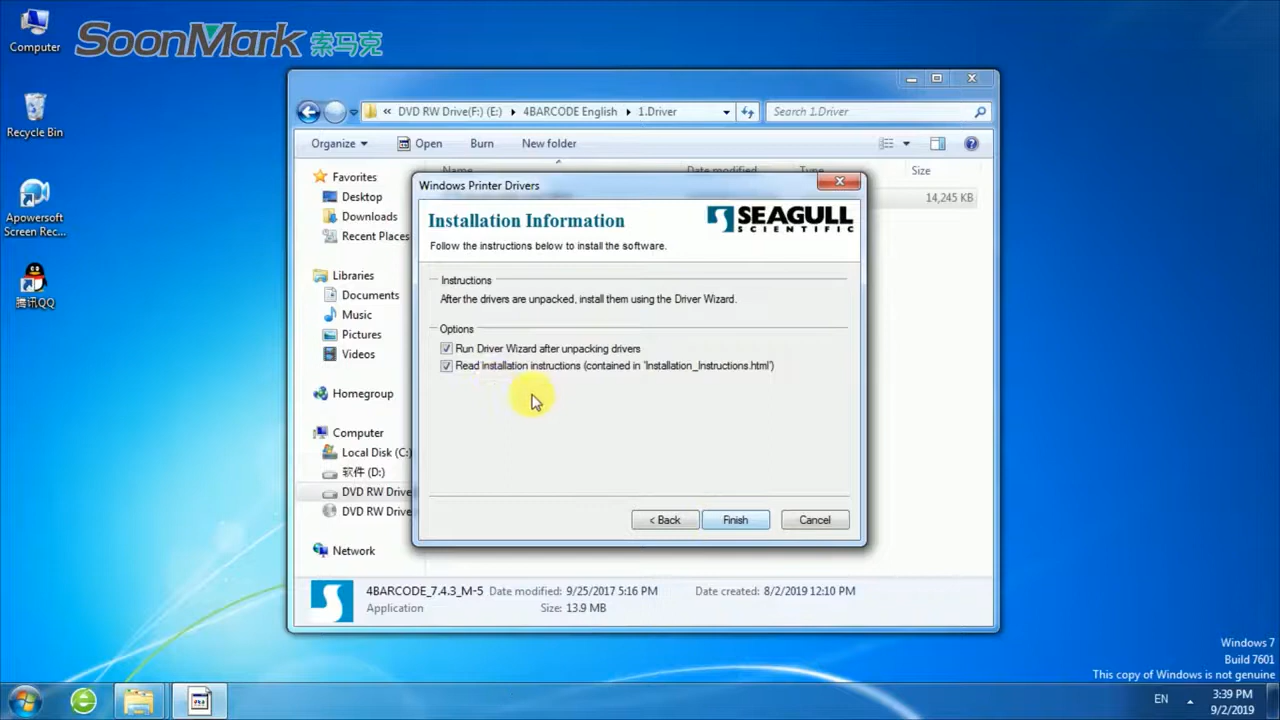 Computer
SoonMark 索马克
Recycle Bin
Apowersoft
Screen Rec...
腾讯QQ
« DVD RW Drive(F:) (E:) 4BARCODE English 1.Driver
Search 1.Driver
Organize Open Burn New folder
Name Date modified Type Size
14,245 KB
Favorites
Desktop
Downloads
Recent Places
Libraries
Documents
Music
Pictures
Videos
Homegroup
Computer
Local Disk (C:)
软件 (D:)
DVD RW Drive
DVD RW Drive
Network
Windows Printer Drivers
Installation Information
SEAGULL
SCIENTIFIC
Follow the instructions below to install the software.
Instructions
After the drivers are unpacked, install them using the Driver Wizard.
Options
Run Driver Wizard after unpacking drivers
Read installation instructions (contained in 'Installation_Instructions.html')
< Back Finish Cancel
4BARCODE_7.4.3_M-5 Date modified: 9/25/2017 5:16 PM Date created: 8/2/2019 12:10 PM
Application Size: 13.9 MB
Windows 7
Build 7601
This copy of Windows is not genuine
EN
3:39 PM
9/2/2019